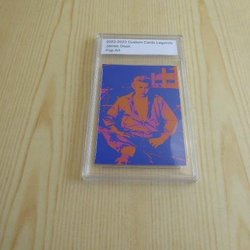 2022-2023 Custom Cards Legends
James Dean
Pop Art